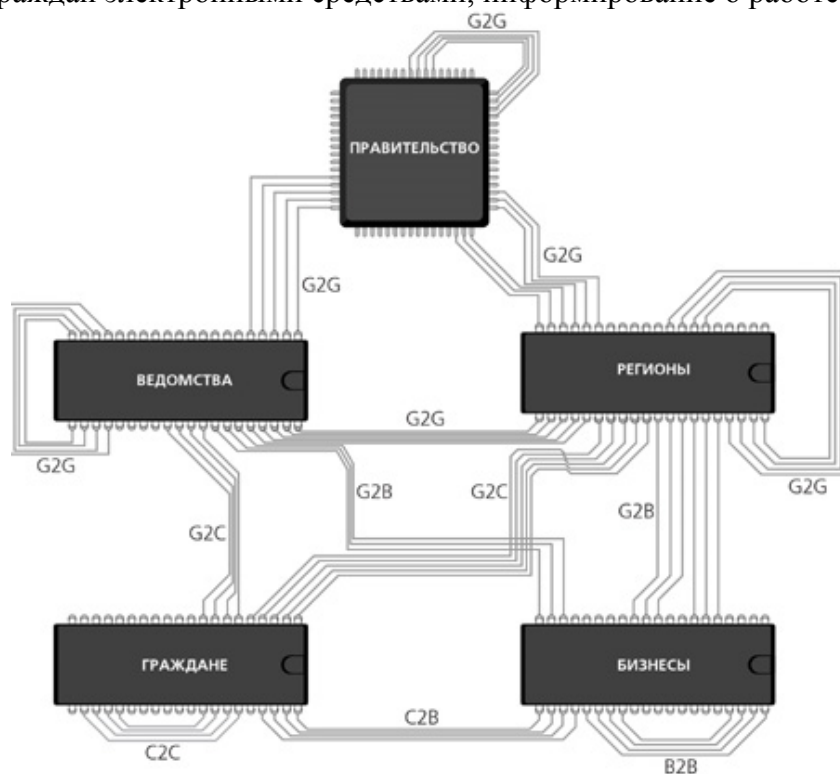 раждан электронными средствами, информирование о работе
G2G
ПРАВИТЕЛЬСТВО
G2G
G2G
ВЕДОМСТВА
РЕГИОНЫ
G2G
G2G
G2B
G2C
G2G
G2C
G2B
ГРАЖДАНЕ
БИЗНЕСЫ
C2B
C2C
B2B